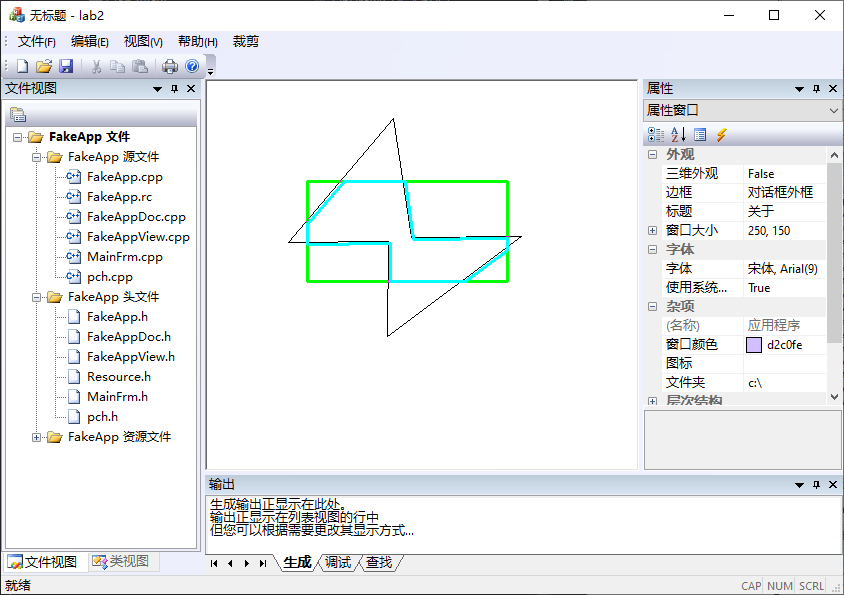 无标题 - lab2
文件(F) 编辑(E) 视图(V) 帮助(H) 裁剪
文件视图
FakeApp 文件
FakeApp 源文件
FakeApp.cpp
FakeApp.rc
FakeAppDoc.cpp
FakeAppView.cpp
MainFrm.cpp
pch.cpp
FakeApp 头文件
FakeApp.h
FakeAppDoc.h
FakeAppView.h
Resource.h
MainFrm.h
pch.h
FakeApp 资源文件
文件视图 类视图
属性
属性窗口
外观
三维外观 False
边框 对话框外框
标题 关于
窗口大小 250, 150
字体
字体 宋体, Arial(9)
使用系统... True
杂项
(名称) 应用程序
窗口颜色 d2c0fe
图标
文件夹 c:\
层次结构
输出
生成输出正显示在此处。
输出正显示在列表视图的行中
但您可以根据需要更改其显示方式...
生成 调试 查找
就绪
CAP NUM SCRL